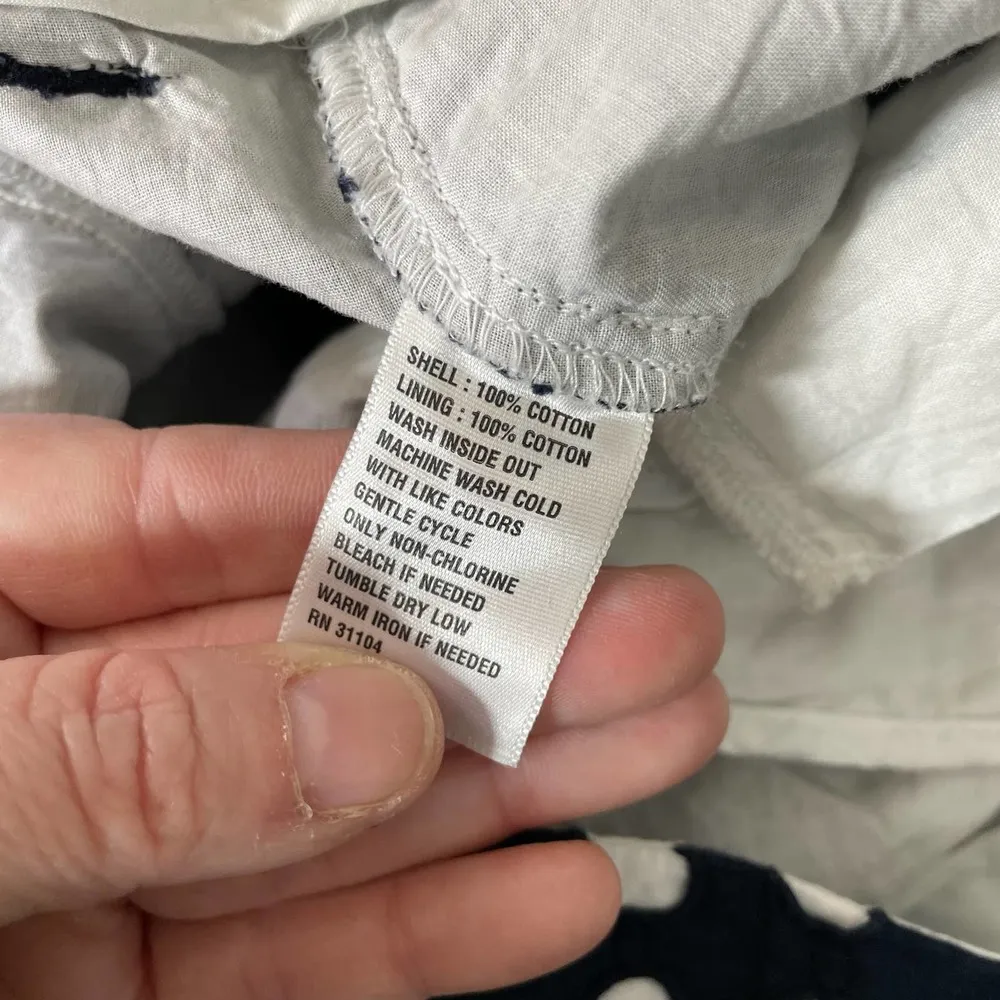 SHELL : 100% COTTON
LINING : 100% COTTON
WASH INSIDE OUT
MACHINE WASH COLD
WITH LIKE COLORS
GENTLE CYCLE
ONLY NON-CHLORINE
BLEACH IF NEEDED
TUMBLE DRY LOW
WARM IRON IF NEEDED
RN 31104